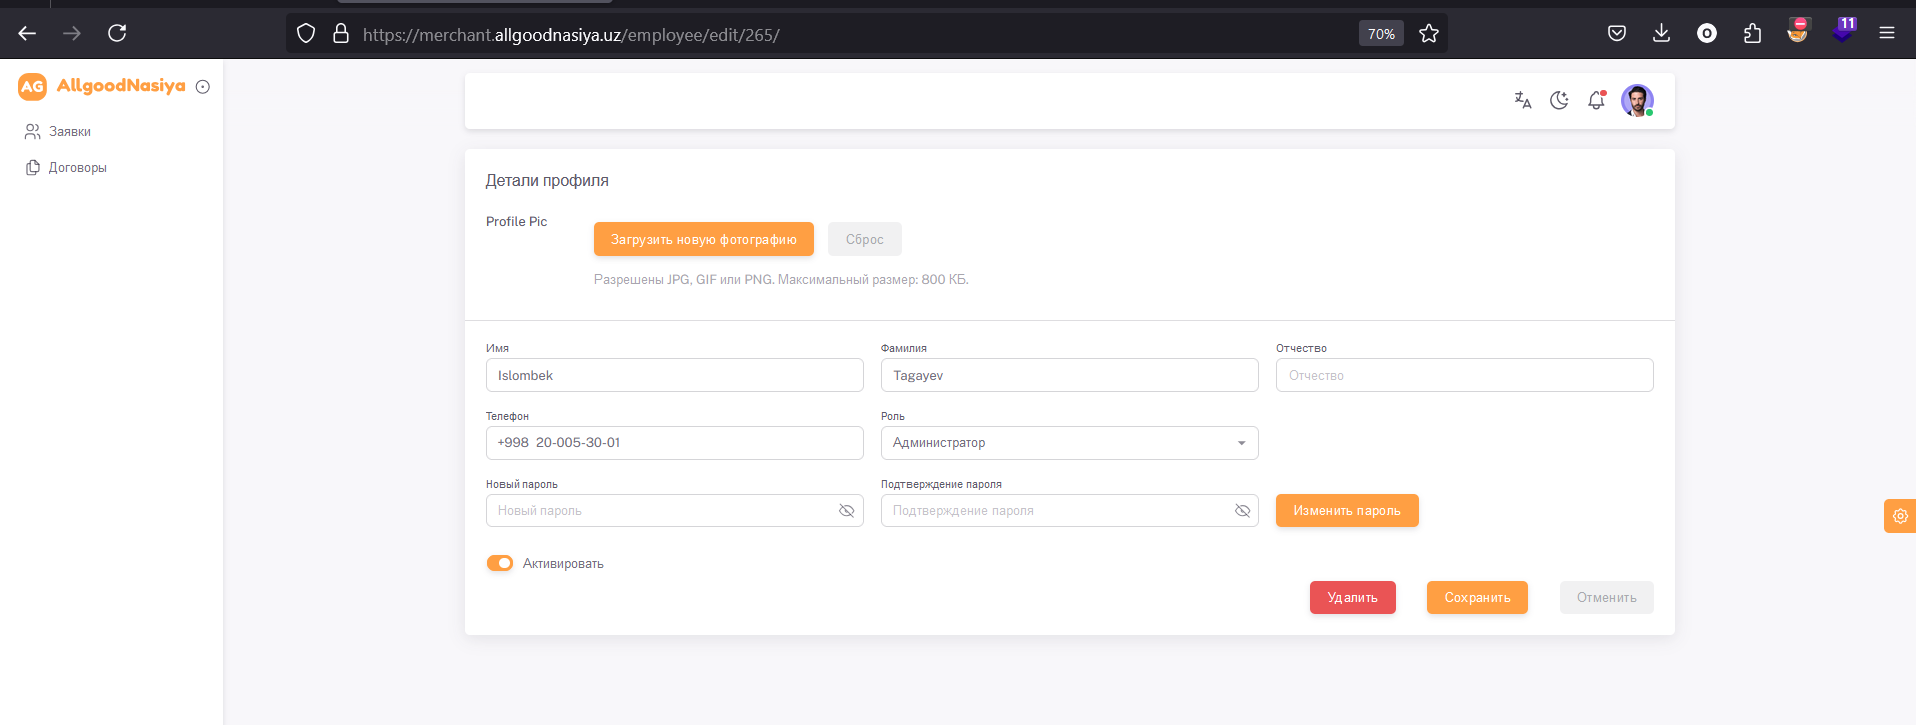 https://merchant.allgoodnasiya.uz/employee/edit/265/
70%
11
AG AllgoodNasiya
Заявки
Договоры
Детали профиля
Profile Pic
Загрузить новую фотографию
Сброс
Разрешены JPG, GIF или PNG. Максимальный размер: 800 КБ.
Имя
Фамилия
Отчество
Islombek
Tagayev
Отчество
Телефон
Роль
+998 20-005-30-01
Администратор
Новый пароль
Подтверждение пароля
Новый пароль
Подтверждение пароля
Изменить пароль
Активировать
Удалить
Сохранить
Отменить